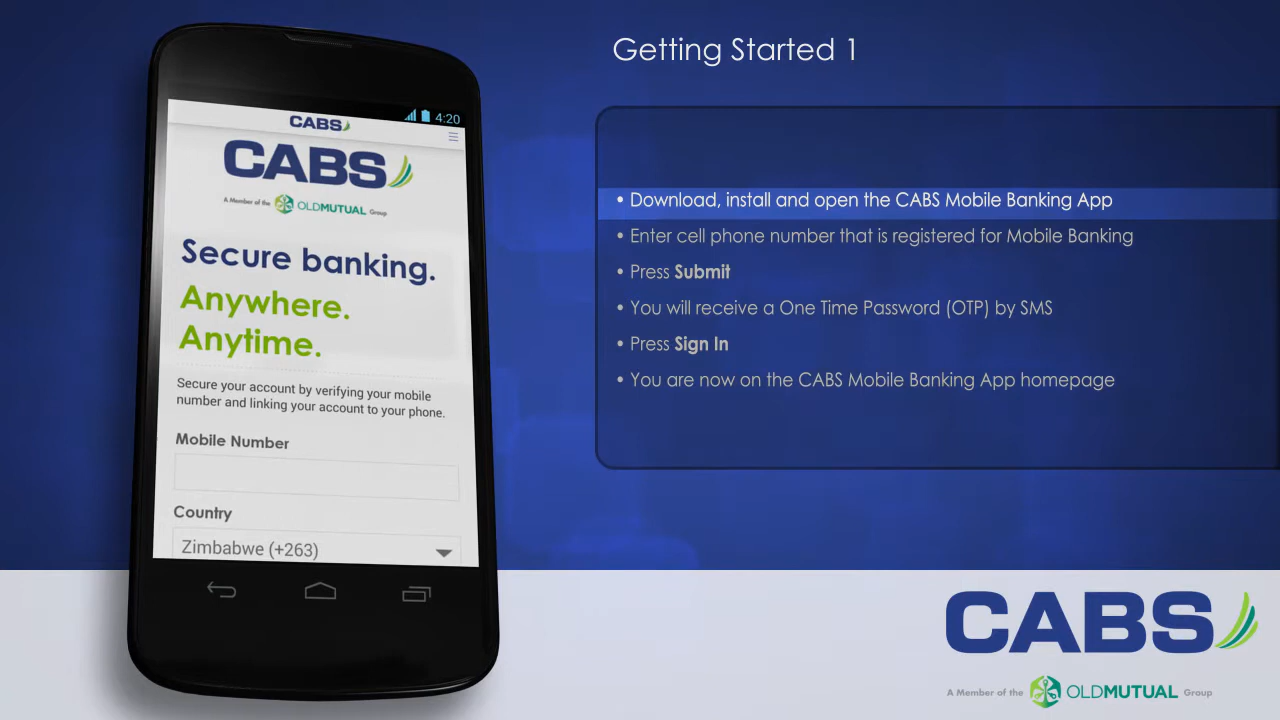 4:20
CABS
CABS
A Member of the OLDMUTUAL Group
Secure banking.
Anywhere.
Anytime.
Secure your account by verifying your mobile
number and linking your account to your phone.
Mobile Number
Country
Zimbabwe (+263)
Getting Started 1
• Download, install and open the CABS Mobile Banking App
• Enter cell phone number that is registered for Mobile Banking
• Press Submit
• You will receive a One Time Password (OTP) by SMS
• Press Sign In
• You are now on the CABS Mobile Banking App homepage
CABS
A Member of the OLDMUTUAL Group